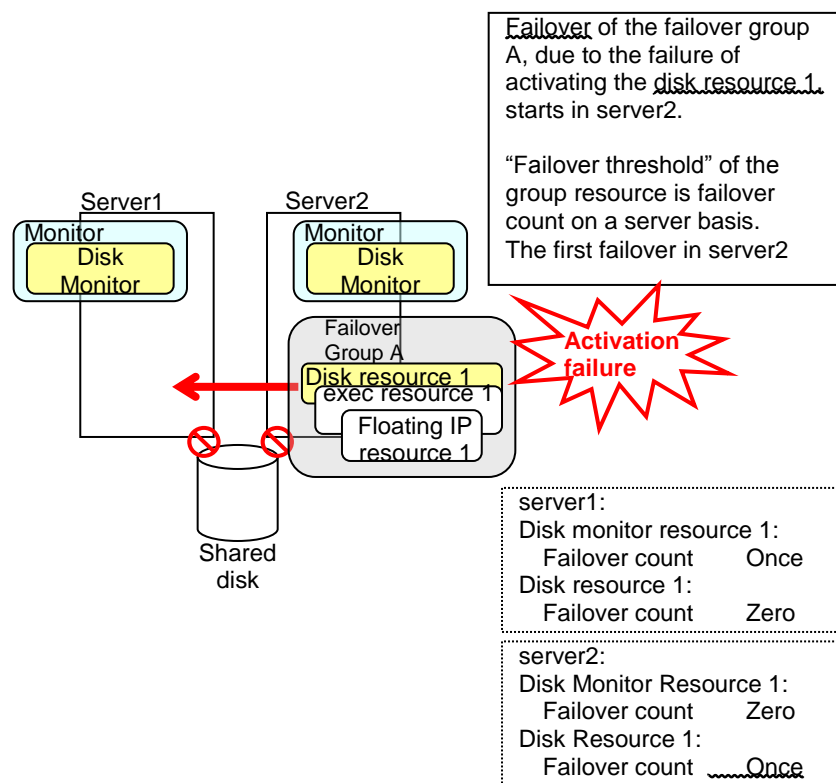 Failover of the failover group
A, due to the failure of
activating the disk resource 1,
starts in server2.
“Failover threshold” of the
group resource is failover
count on a server basis.
The first failover in server2
Server1
Server2
Monitor
Disk
Monitor
Monitor
Disk
Monitor
Failover
Group A
Disk resource 1
exec resource 1
Floating IP
resource 1
Activation
failure
Shared
disk
server1:
Disk monitor resource 1:
Failover count Once
Disk resource 1:
Failover count Zero
server2:
Disk Monitor Resource 1:
Failover count Zero
Disk Resource 1:
Failover count Once